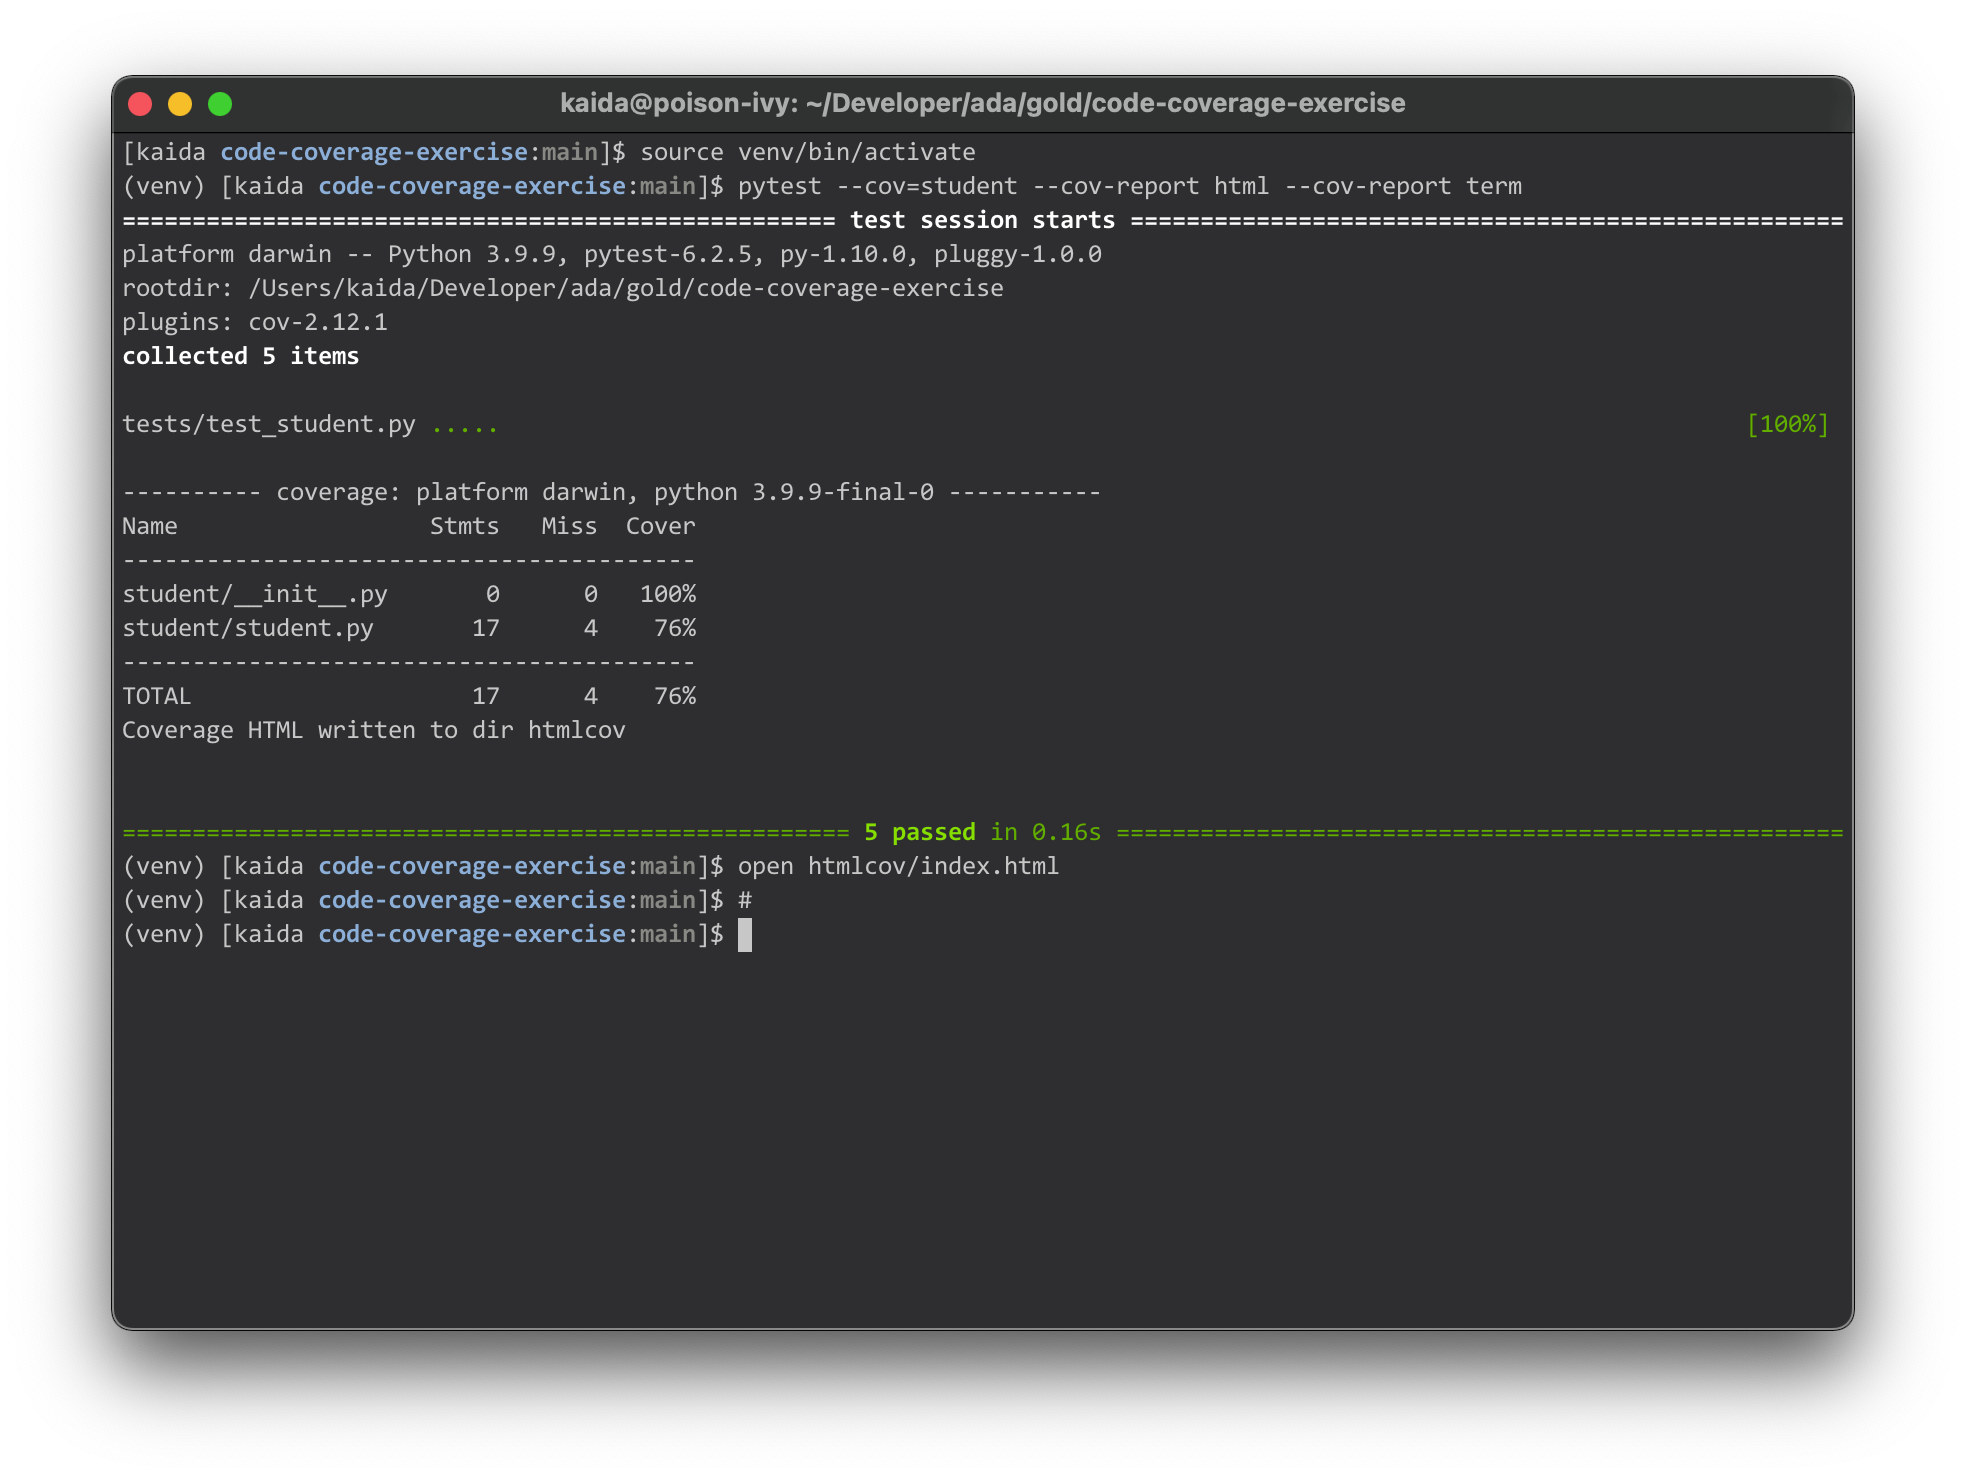 kaida@poison-ivy: ~/Developer/ada/gold/code-coverage-exercise
[kaida code-coverage-exercise:main]$ source venv/bin/activate
(venv) [kaida code-coverage-exercise:main]$ pytest --cov=student --cov-report html --cov-report term
=================================================== test session starts ===================================================
platform darwin -- Python 3.9.9, pytest-6.2.5, py-1.10.0, pluggy-1.0.0
rootdir: /Users/kaida/Developer/ada/gold/code-coverage-exercise
plugins: cov-2.12.1
collected 5 items

tests/test_student.py .....                                                                                         [100%]

---------- coverage: platform darwin, python 3.9.9-final-0 -----------
Name                  Stmts   Miss  Cover
-----------------------------------------
student/__init__.py       0      0   100%
student/student.py       17      4    76%
-----------------------------------------
TOTAL                    17      4    76%
Coverage HTML written to dir htmlcov


==================================================== 5 passed in 0.16s ====================================================
(venv) [kaida code-coverage-exercise:main]$ open htmlcov/index.html
(venv) [kaida code-coverage-exercise:main]$ #
(venv) [kaida code-coverage-exercise:main]$